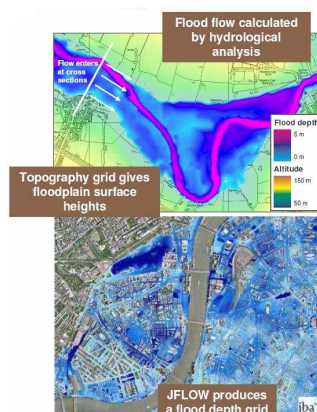 Flood flow calculated
by hydrological
analysis
Flow enters
at cross
sections
Flood depth
5 m
0 m
Altitude
150 m
50 m
Topography grid gives
floodplain surface
heights
JFLOW produces
a flood depth grid
jba